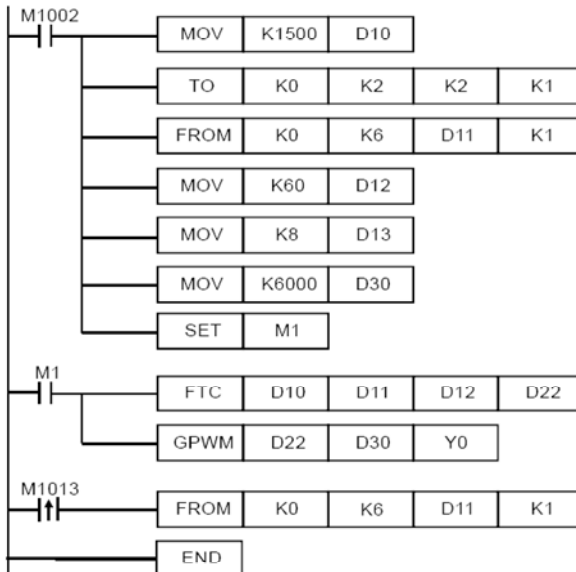 M1002
MOV K1500 D10
TO K0 K2 K2 K1
FROM K0 K6 D11 K1
MOV K60 D12
MOV K8 D13
MOV K6000 D30
SET M1
M1
FTC D10 D11 D12 D22
GPWM D22 D30 Y0
M1013
FROM K0 K6 D11 K1
END